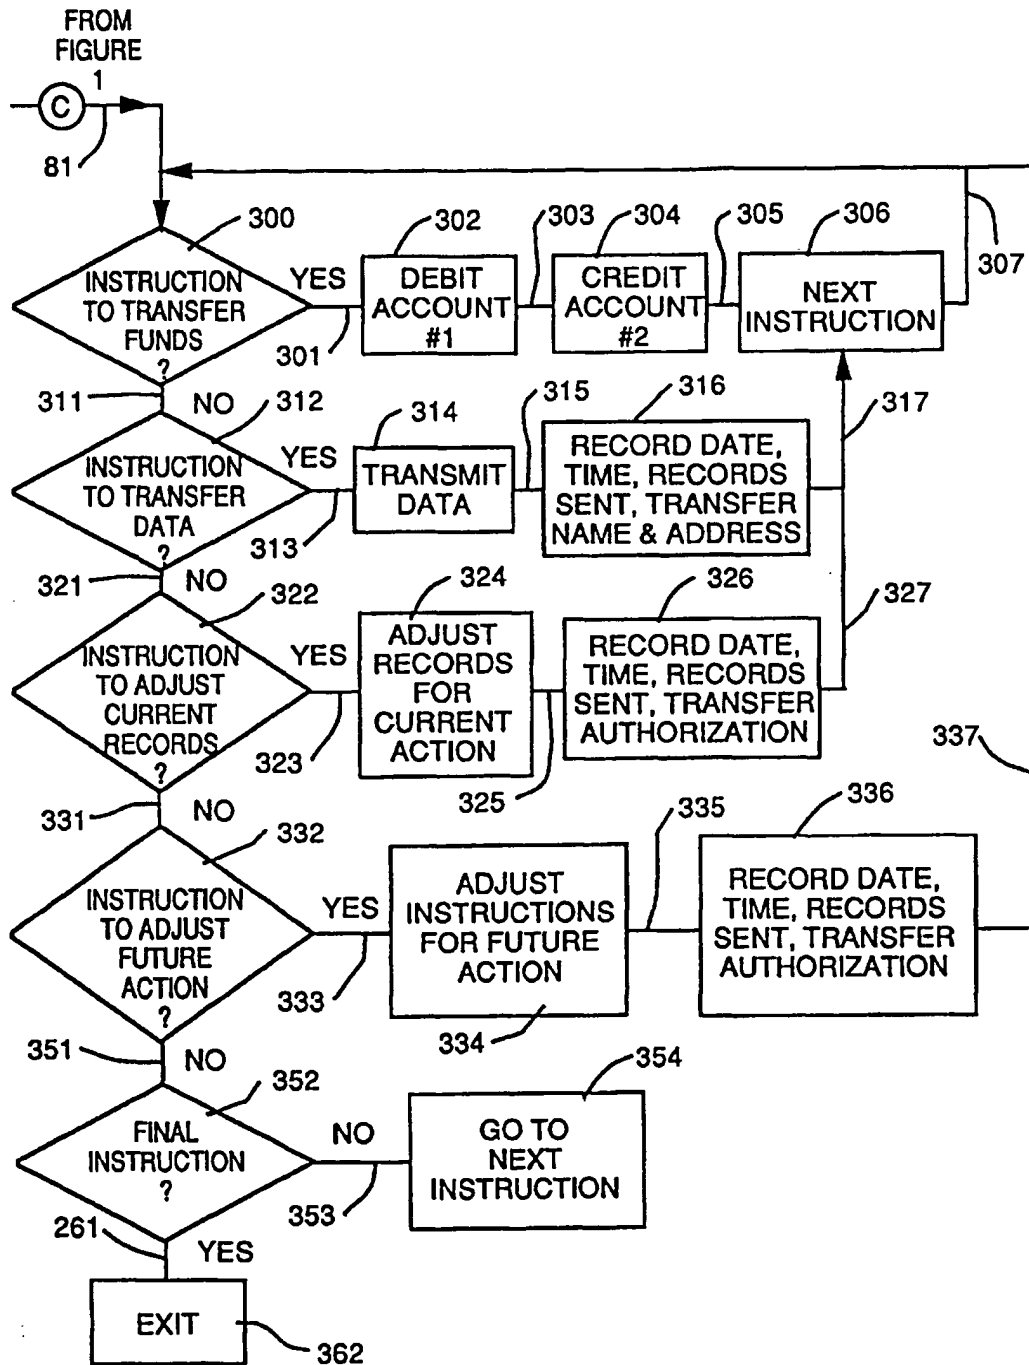 FROM
FIGURE
1
C
81
300
INSTRUCTION
TO TRANSFER
FUNDS
?
YES
301
302
DEBIT
ACCOUNT
#1
303
304
CREDIT
ACCOUNT
#2
305
306
NEXT
INSTRUCTION
307
311
NO
312
INSTRUCTION
TO TRANSFER
DATA
?
YES
313
314
TRANSMIT
DATA
315
316
RECORD DATE,
TIME, RECORDS
SENT, TRANSFER
NAME & ADDRESS
317
321
NO
322
INSTRUCTION
TO ADJUST
CURRENT
RECORDS
?
YES
323
324
ADJUST
RECORDS
FOR
CURRENT
ACTION
325
326
RECORD DATE,
TIME, RECORDS
SENT, TRANSFER
AUTHORIZATION
327
337
331
NO
332
INSTRUCTION
TO ADJUST
FUTURE
ACTION
?
YES
333
ADJUST
INSTRUCTIONS
FOR FUTURE
ACTION
334
335
336
RECORD DATE,
TIME, RECORDS
SENT, TRANSFER
AUTHORIZATION
351
NO
352
FINAL
INSTRUCTION
?
NO
353
354
GO TO
NEXT
INSTRUCTION
261
YES
EXIT
362